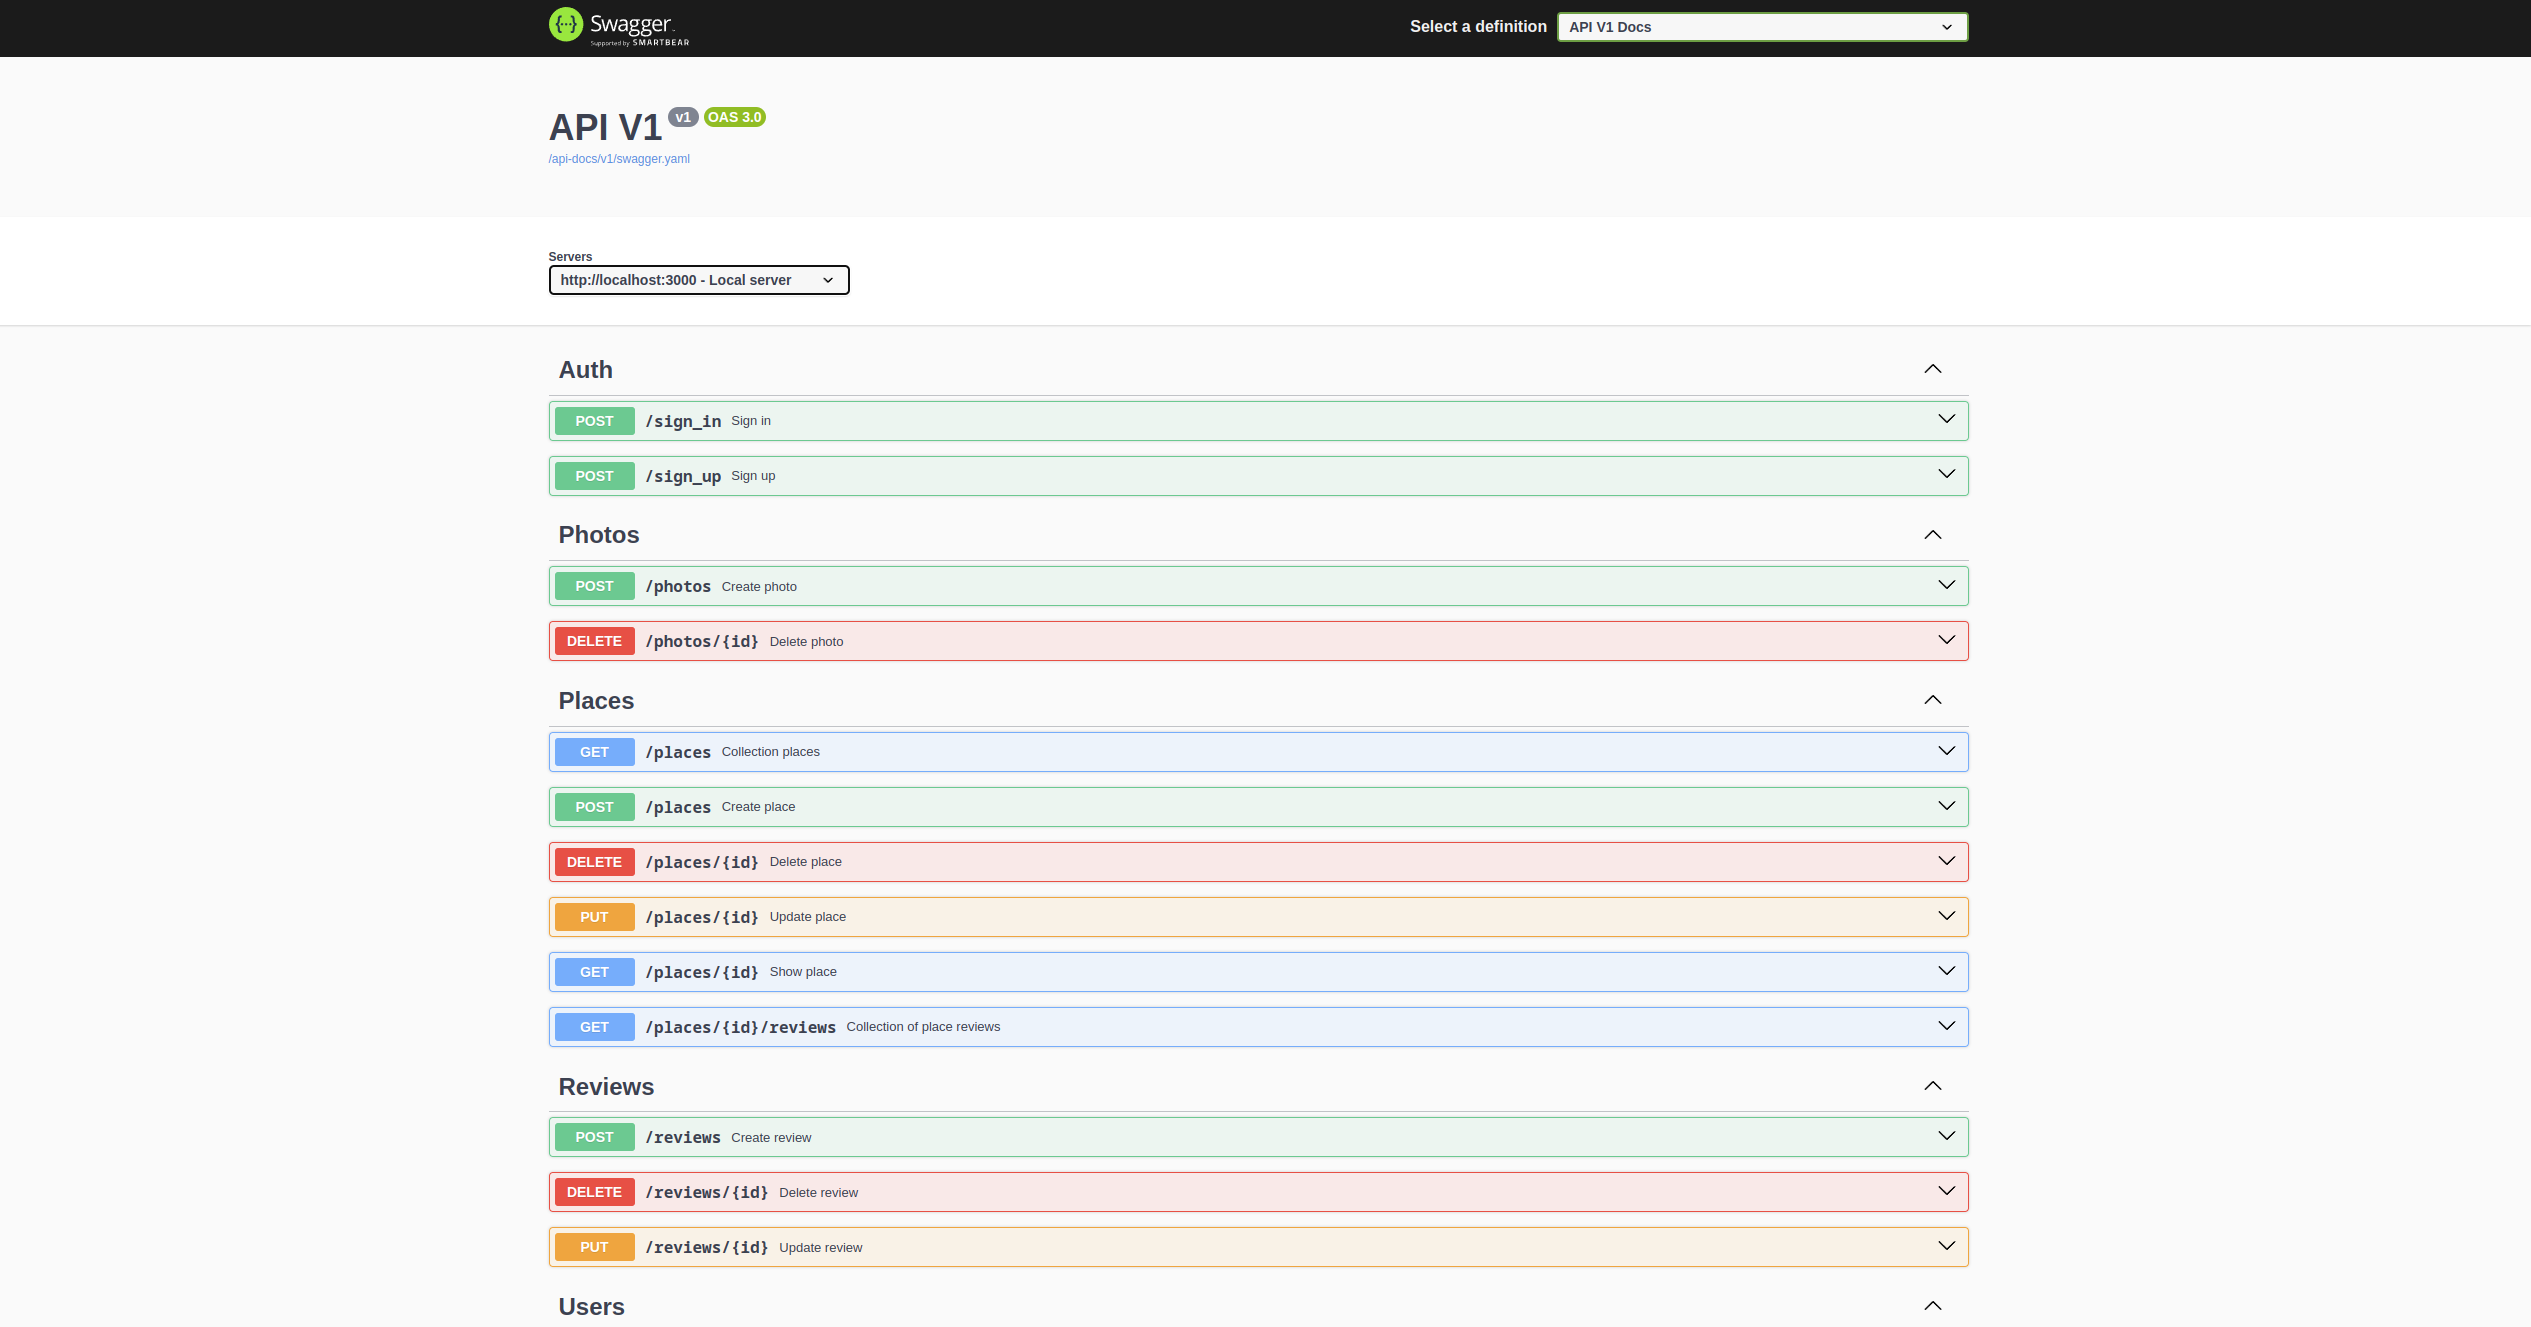 Swagger
Supported by SMARTBEAR
Select a definition
API V1 Docs
API V1 v1 OAS 3.0
/api-docs/v1/swagger.yaml
Servers
http://localhost:3000 - Local server
Auth
POST /sign_in Sign in
POST /sign_up Sign up
Photos
POST /photos Create photo
DELETE /photos/{id} Delete photo
Places
GET /places Collection places
POST /places Create place
DELETE /places/{id} Delete place
PUT /places/{id} Update place
GET /places/{id} Show place
GET /places/{id}/reviews Collection of place reviews
Reviews
POST /reviews Create review
DELETE /reviews/{id} Delete review
PUT /reviews/{id} Update review
Users